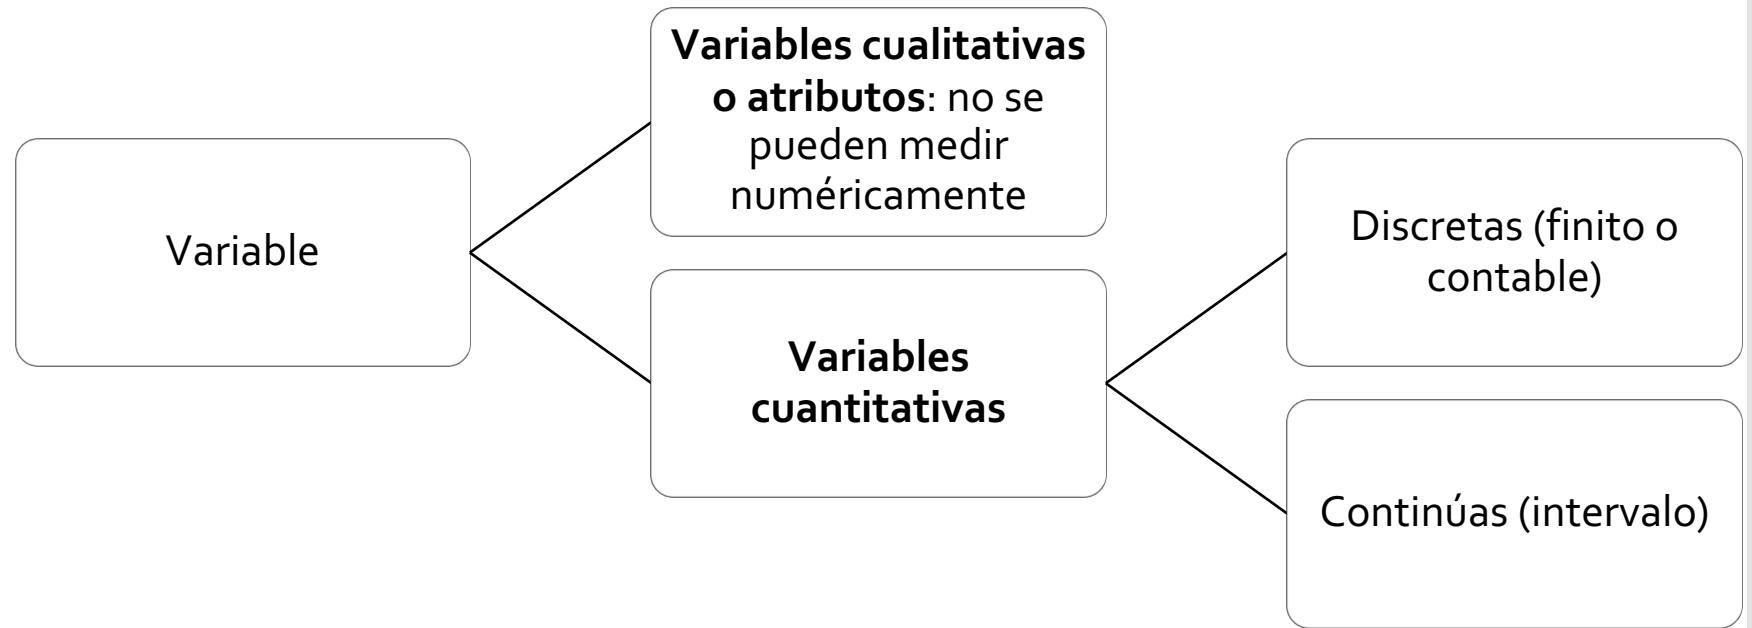 Variable
Variables cualitativas
o atributos: no se
pueden medir
numéricamente
Variables
cuantitativas
Discretas (finito o
contable)
Continúas (intervalo)